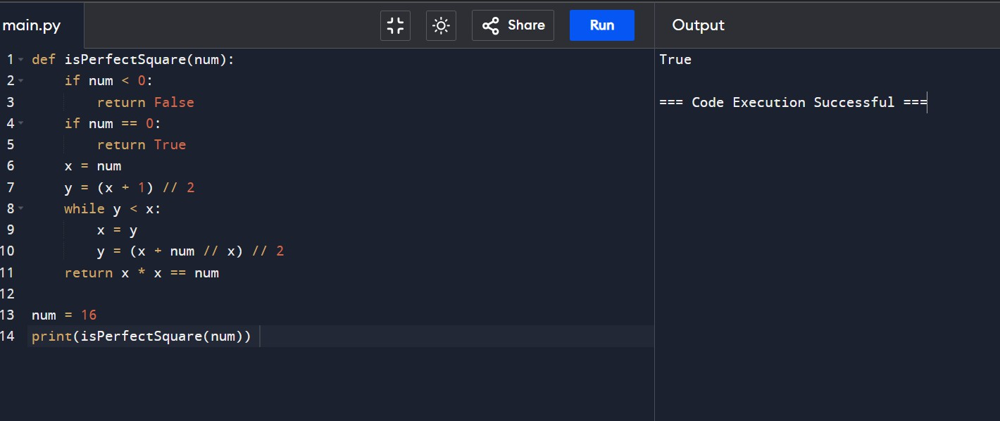 main.py
Share
Run
Output
1 def isPerfectSquare(num):
2     if num < 0:
3         return False
4     if num == 0:
5         return True
6     x = num
7     y = (x + 1) // 2
8     while y < x:
9         x = y
10         y = (x + num // x) // 2
11     return x * x == num
12
13 num = 16
14 print(isPerfectSquare(num))
True
=== Code Execution Successful ===